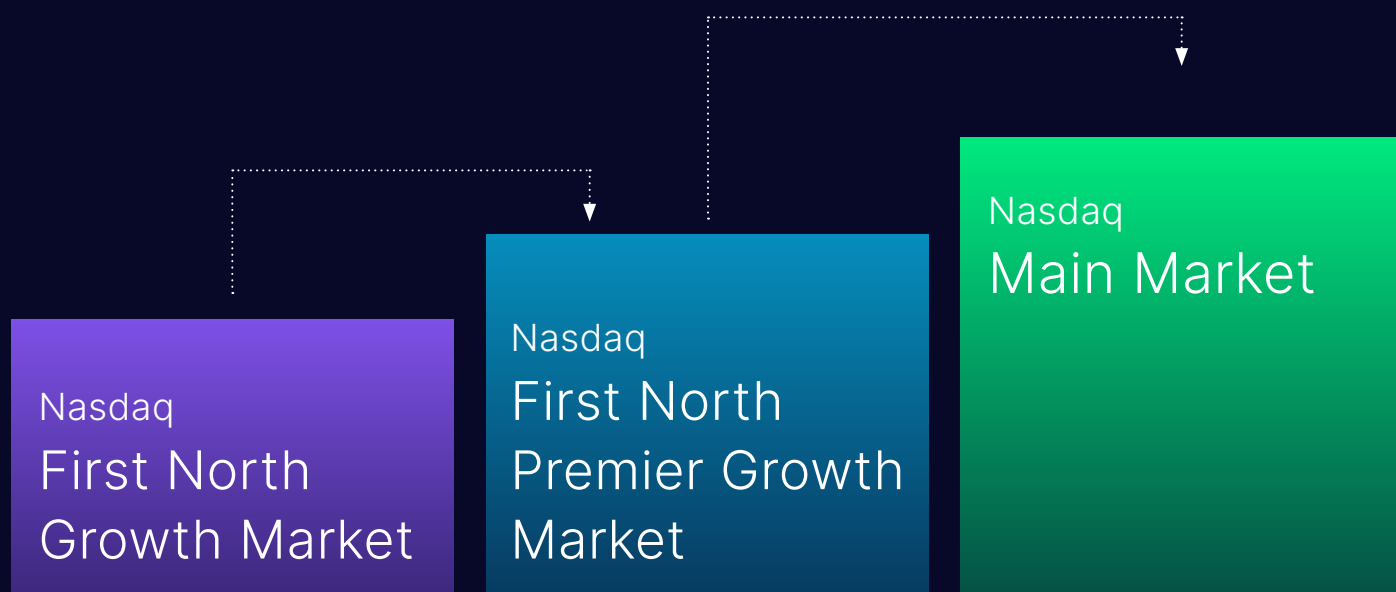 Nasdaq
First North
Growth Market
Nasdaq
First North
Premier Growth
Market
Nasdaq
Main Market